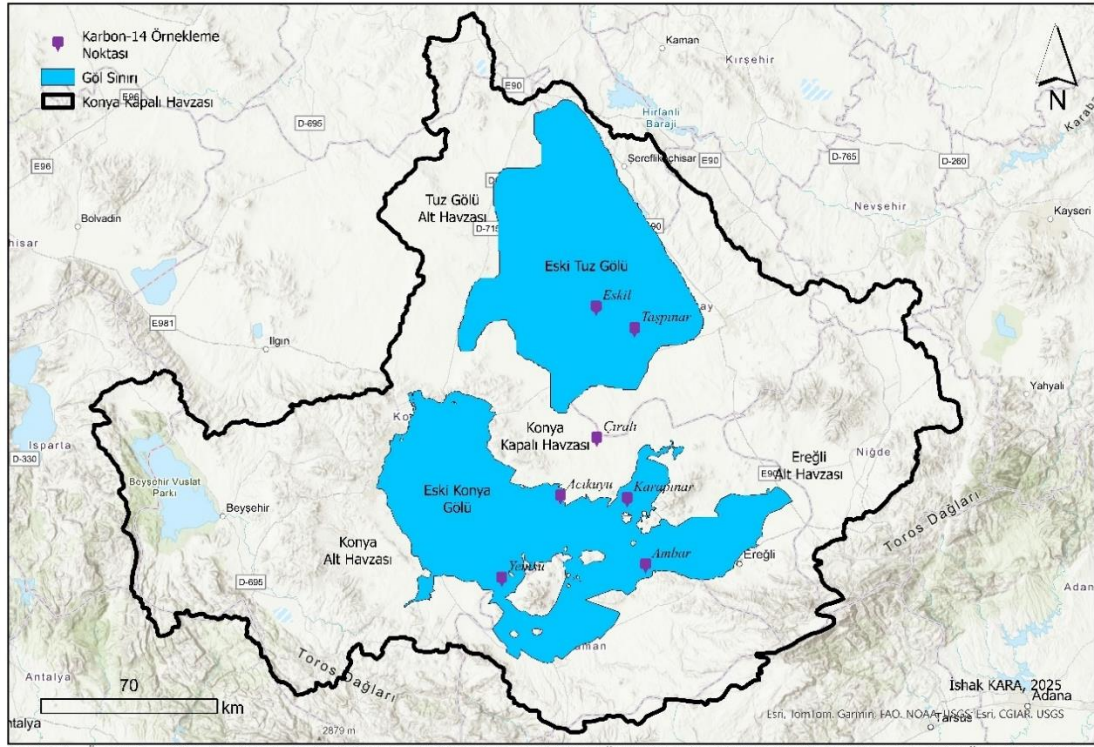 Karbon-14 Örnekleme
Noktası
Göl Sınırı
Konya Kapalı Havzası
N
Kaman
Kırşehir
E90
E96
D-695
Hirfanlı
Barajı
Şereflikoçhisar
E90
D-765
D-260
E96
Bolvadin
Tuz Gölü
Alt Havzası
D-715
Nevşehir
Kayseri
Eski Tuz Gölü
Eskil
Taşpınar
E981
Ilgın
Yahyalı
Isparta
D-330
Beyşehir Vuslat
Parkı
Beyşehir
Konya
Kapalı Havzası
Çıralı
Ereğli
Alt Havzası
Niğde
Eski Konya
Gölü
Acıkuyu
Karapınar
Konya
Alt Havzası
Yenisu
Ambar
Ereğli
D-695
Toros Dağları
Toros Dağları
Antalya
70
km
2879 m
İshak KARA, 2025
Adana
Tarsus
Esri, TomTom, Garmin, FAO, NOAA, USGS, Esri, CGIAR, USGS